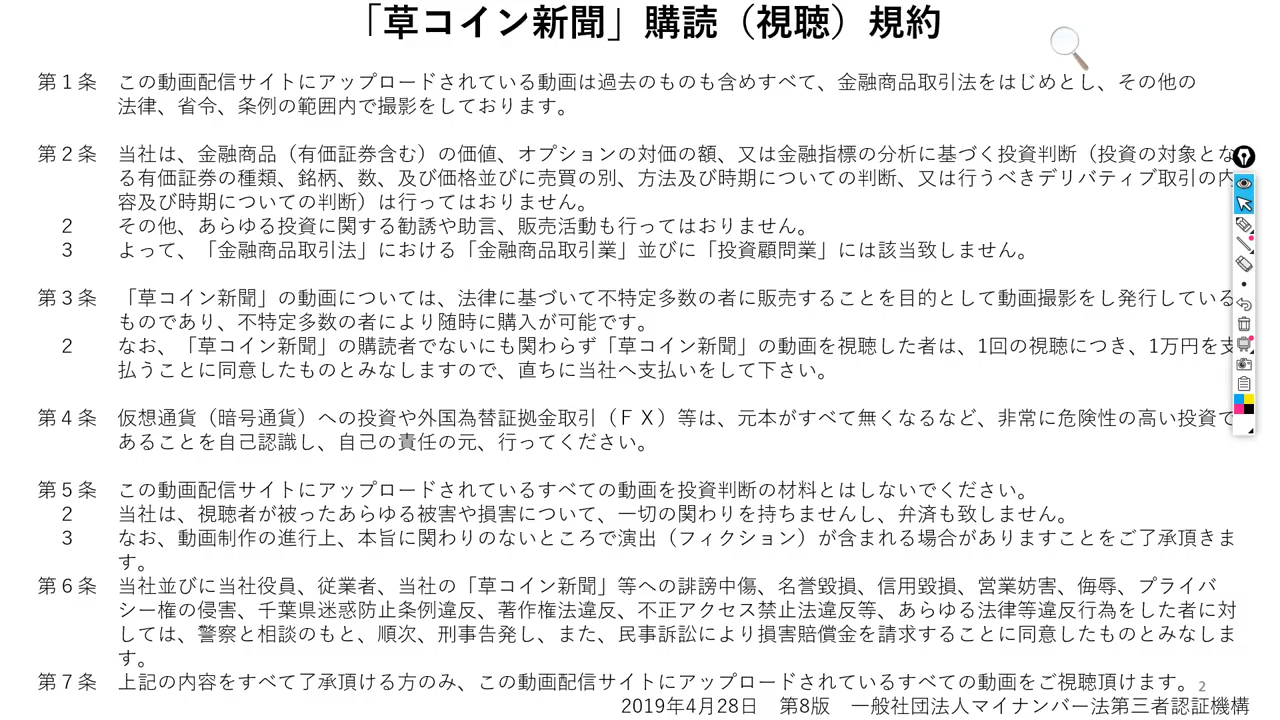 「草コイン新聞」購読（視聴）規約
第１条　この動画配信サイトにアップロードされている動画は過去のものも含めすべて、金融商品取引法をはじめとし、その他の
法律、省令、条例の範囲内で撮影をしております。
第２条　当社は、金融商品（有価証券含む）の価値、オプションの対価の額、又は金融指標の分析に基づく投資判断（投資の対象とな
る有価証券の種類、銘柄、数、及び価格並びに売買の別、方法及び時期についての判断、又は行うべきデリバティブ取引の内
容及び時期についての判断）は行ってはおりません。
２　その他、あらゆる投資に関する勧誘や助言、販売活動も行ってはおりません。
３　よって、「金融商品取引法」における「金融商品取引業」並びに「投資顧問業」には該当致しません。
第３条　「草コイン新聞」の動画については、法律に基づいて不特定多数の者に販売することを目的として動画撮影をし発行している
ものであり、不特定多数の者により随時に購入が可能です。
２　なお、「草コイン新聞」の購読者でないにも関わらず「草コイン新聞」の動画を視聴した者は、1回の視聴につき、1万円を支
払うことに同意したものとみなしますので、直ちに当社へ支払いをして下さい。
第４条　仮想通貨（暗号通貨）への投資や外国為替証拠金取引（ＦＸ）等は、元本がすべて無くなるなど、非常に危険性の高い投資で
あることを自己認識し、自己の責任の元、行ってください。
第５条　この動画配信サイトにアップロードされているすべての動画を投資判断の材料とはしないでください。
２　当社は、視聴者が被ったあらゆる被害や損害について、一切の関わりを持ちませんし、弁済も致しません。
３　なお、動画制作の進行上、本旨に関わりのないところで演出（フィクション）が含まれる場合がありますことをご了承頂きま
す。
第６条　当社並びに当社役員、従業者、当社の「草コイン新聞」等への誹謗中傷、名誉毀損、信用毀損、営業妨害、侮辱、プライバ
シー権の侵害、千葉県迷惑防止条例違反、著作権法違反、不正アクセス禁止法違反等、あらゆる法律等違反行為をした者に対
しては、警察と相談のもと、順次、刑事告発し、また、民事訴訟により損害賠償金を請求することに同意したものとみなしま
す。
第７条　上記の内容をすべて了承頂ける方のみ、この動画配信サイトにアップロードされているすべての動画をご視聴頂けます。 2
2019年4月28日　第8版　一般社団法人マイナンバー法第三者認証機構